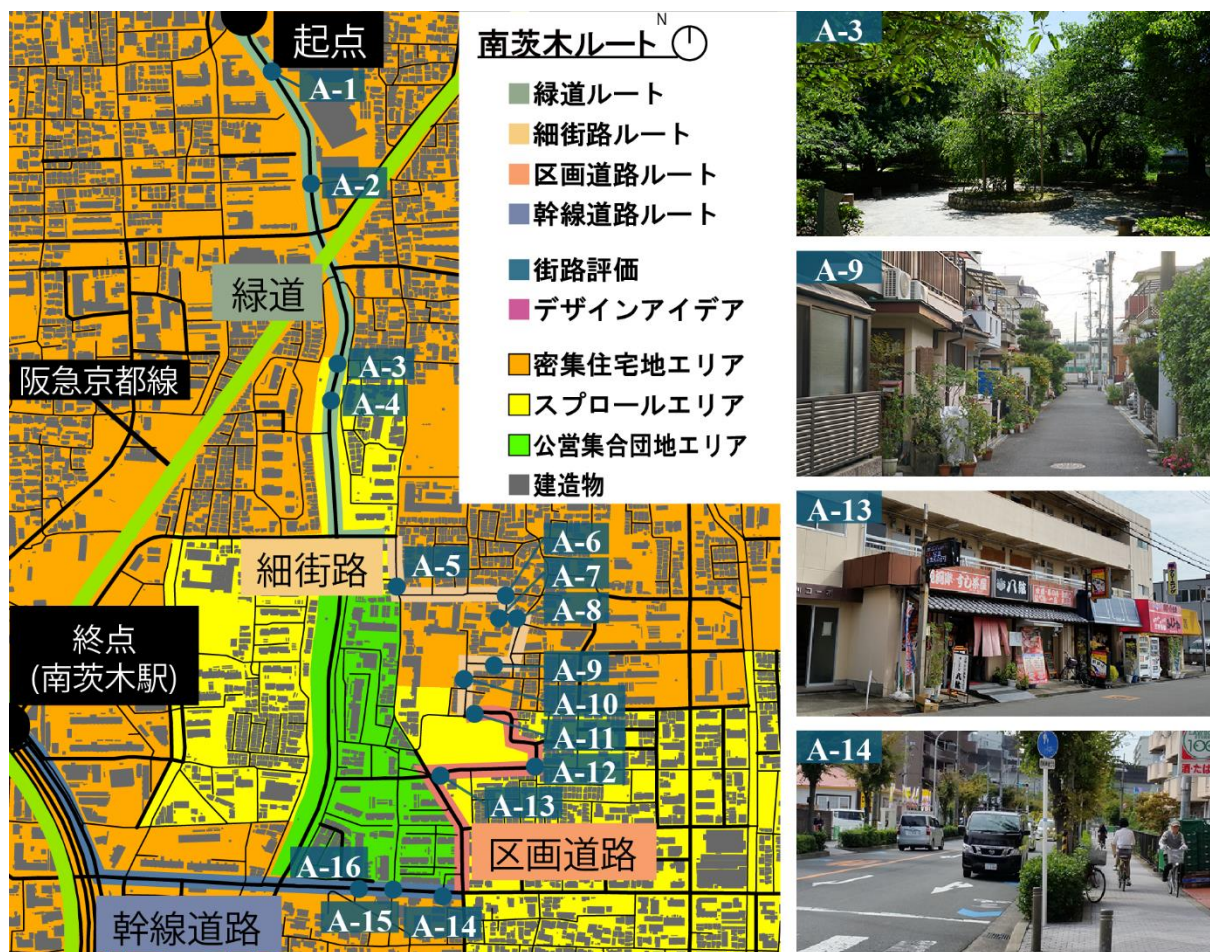 起点
A-1
A-2
緑道
阪急京都線
A-3
A-4
細街路
A-5
A-6
A-7
A-8
終点
(南茨木駅)
A-9
A-10
A-11
A-12
A-13
区画道路
A-16
A-15
A-14
幹線道路
南茨木ルート
N
緑道ルート
細街路ルート
区画道路ルート
幹線道路ルート
街路評価
デザインアイデア
密集住宅地エリア
スプロールエリア
公営集合団地エリア
建造物
A-3
A-9
A-13
八蔵
A-14
100
酒・たば